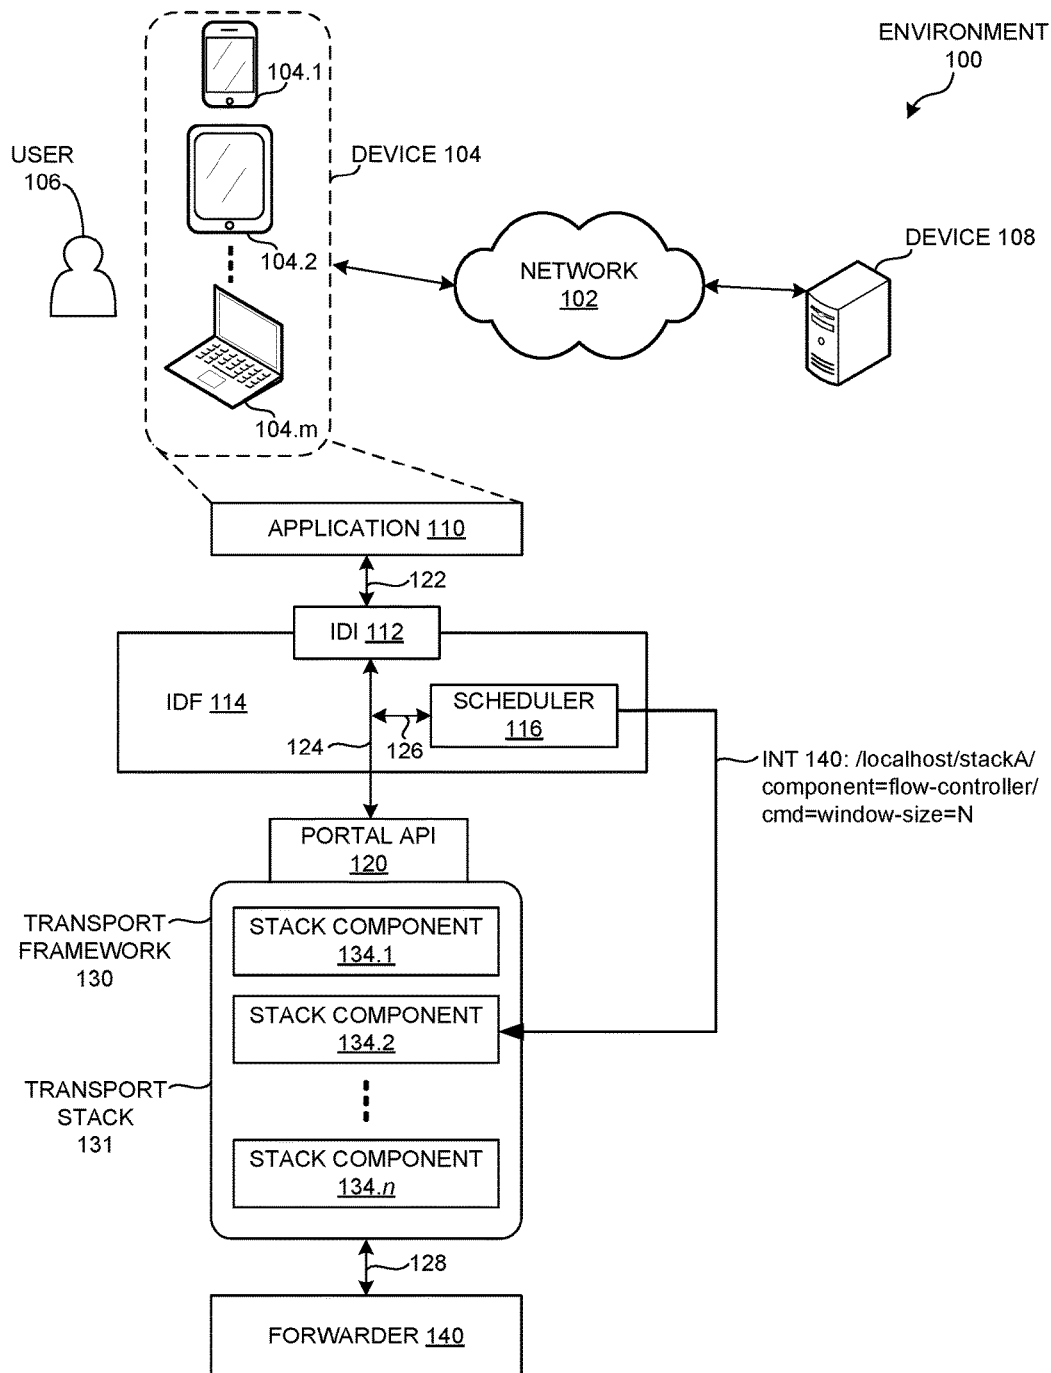 ENVIRONMENT
100
104.1
USER
106
DEVICE 104
104.2
NETWORK
102
DEVICE 108
104.m
APPLICATION 110
122
IDI 112
IDF 114
SCHEDULER
116
124
126
INT 140: /localhost/stackA/
component=flow-controller/
cmd=window-size=N
PORTAL API
120
TRANSPORT
FRAMEWORK
130
STACK COMPONENT
134.1
STACK COMPONENT
134.2
TRANSPORT
STACK
131
STACK COMPONENT
134.n
128
FORWARDER 140